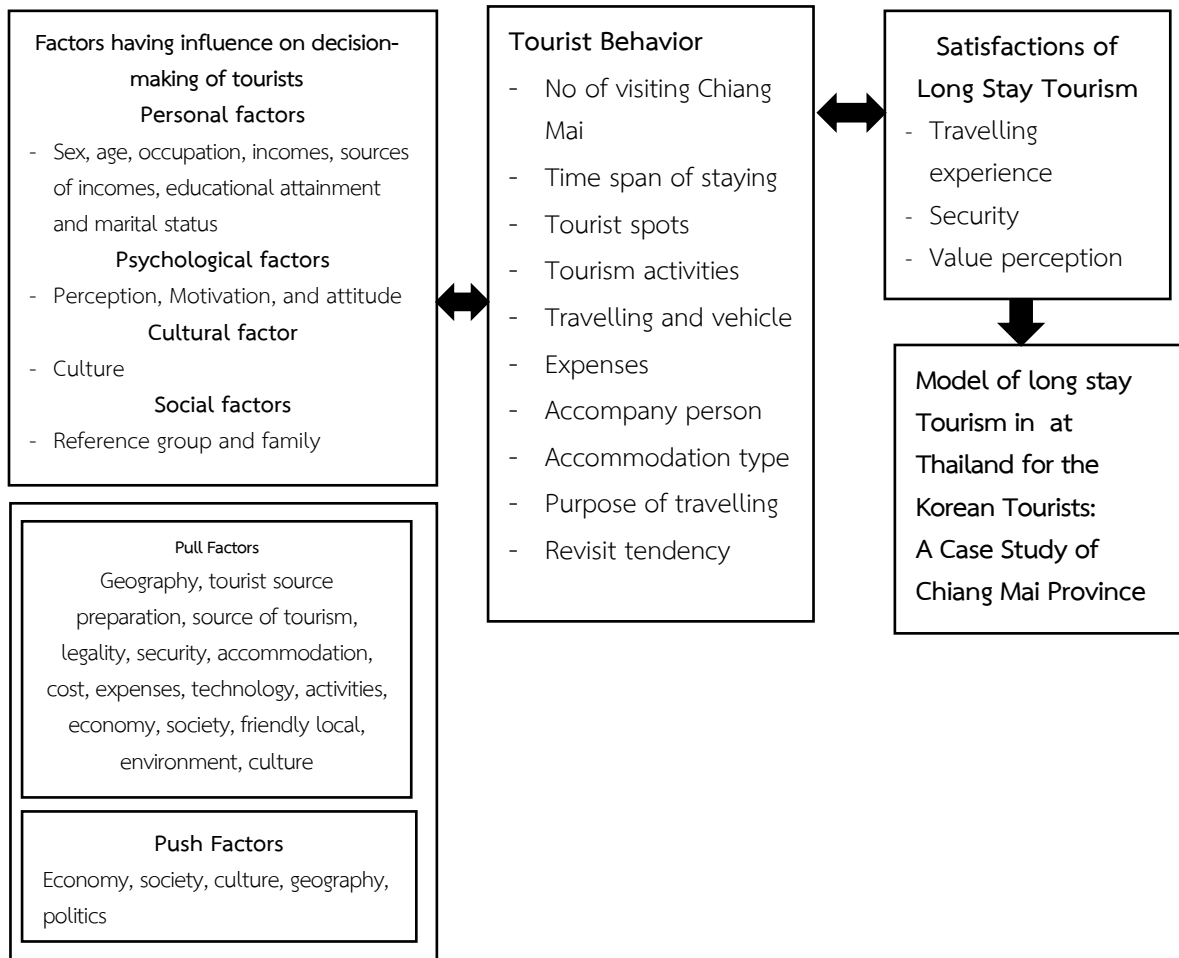 Factors having influence on decision-
making of tourists
Personal factors
- Sex, age, occupation, incomes, sources
of incomes, educational attainment
and marital status
Psychological factors
- Perception, Motivation, and attitude
Cultural factor
- Culture
Social factors
- Reference group and family
Pull Factors
Geography, tourist source
preparation, source of tourism,
legality, security, accommodation,
cost, expenses, technology, activities,
economy, society, friendly local,
environment, culture
Push Factors
Economy, society, culture, geography,
politics
Tourist Behavior
- No of visiting Chiang
Mai
- Time span of staying
- Tourist spots
- Tourism activities
- Travelling and vehicle
- Expenses
- Accompany person
- Accommodation type
- Purpose of travelling
- Revisit tendency
Satisfactions of
Long Stay Tourism
- Travelling
experience
- Security
- Value perception
Model of long stay
Tourism in at
Thailand for the
Korean Tourists:
A Case Study of
Chiang Mai Province